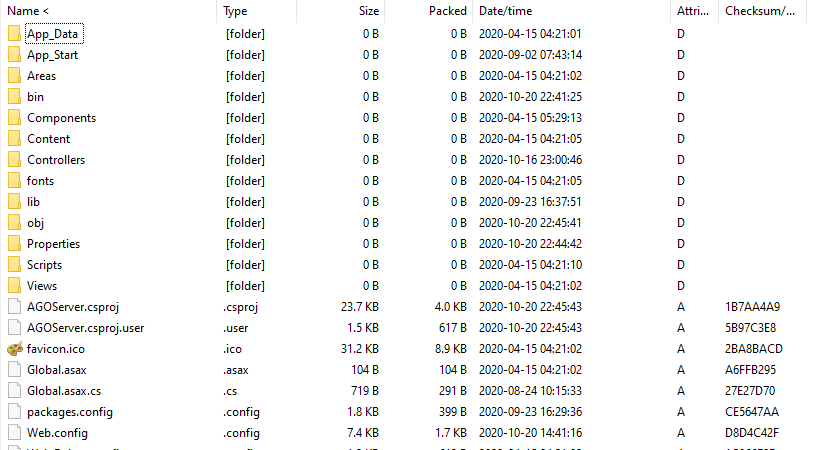 Name < Type Size Packed Date/time Attri... Checksum/...
App_Data [folder] 0 B 0 B 2020-04-15 04:21:01 D
App_Start [folder] 0 B 0 B 2020-09-02 07:43:14 D
Areas [folder] 0 B 0 B 2020-04-15 04:21:02 D
bin [folder] 0 B 0 B 2020-10-20 22:41:25 D
Components [folder] 0 B 0 B 2020-04-15 05:29:13 D
Content [folder] 0 B 0 B 2020-04-15 04:21:05 D
Controllers [folder] 0 B 0 B 2020-10-16 23:00:46 D
fonts [folder] 0 B 0 B 2020-04-15 04:21:05 D
lib [folder] 0 B 0 B 2020-09-23 16:37:51 D
obj [folder] 0 B 0 B 2020-10-20 22:45:41 D
Properties [folder] 0 B 0 B 2020-10-20 22:44:42 D
Scripts [folder] 0 B 0 B 2020-04-15 04:21:10 D
Views [folder] 0 B 0 B 2020-04-15 04:21:02 D
AGOServer.csproj .csproj 23.7 KB 4.0 KB 2020-10-20 22:45:43 A 1B7AA4A9
AGOServer.csproj.user .user 1.5 KB 617 B 2020-10-20 22:45:43 A 5B97C3E8
favicon.ico .ico 31.2 KB 8.9 KB 2020-04-15 04:21:02 A 2BA8BACD
Global.asax .asax 104 B 104 B 2020-04-15 04:21:02 A A6FFB295
Global.asax.cs .cs 719 B 291 B 2020-08-24 10:15:33 A 27E27D70
packages.config .config 1.8 KB 399 B 2020-09-23 16:29:36 A CE5647AA
Web.config .config 7.4 KB 1.7 KB 2020-10-20 14:41:16 A D8D4C42F